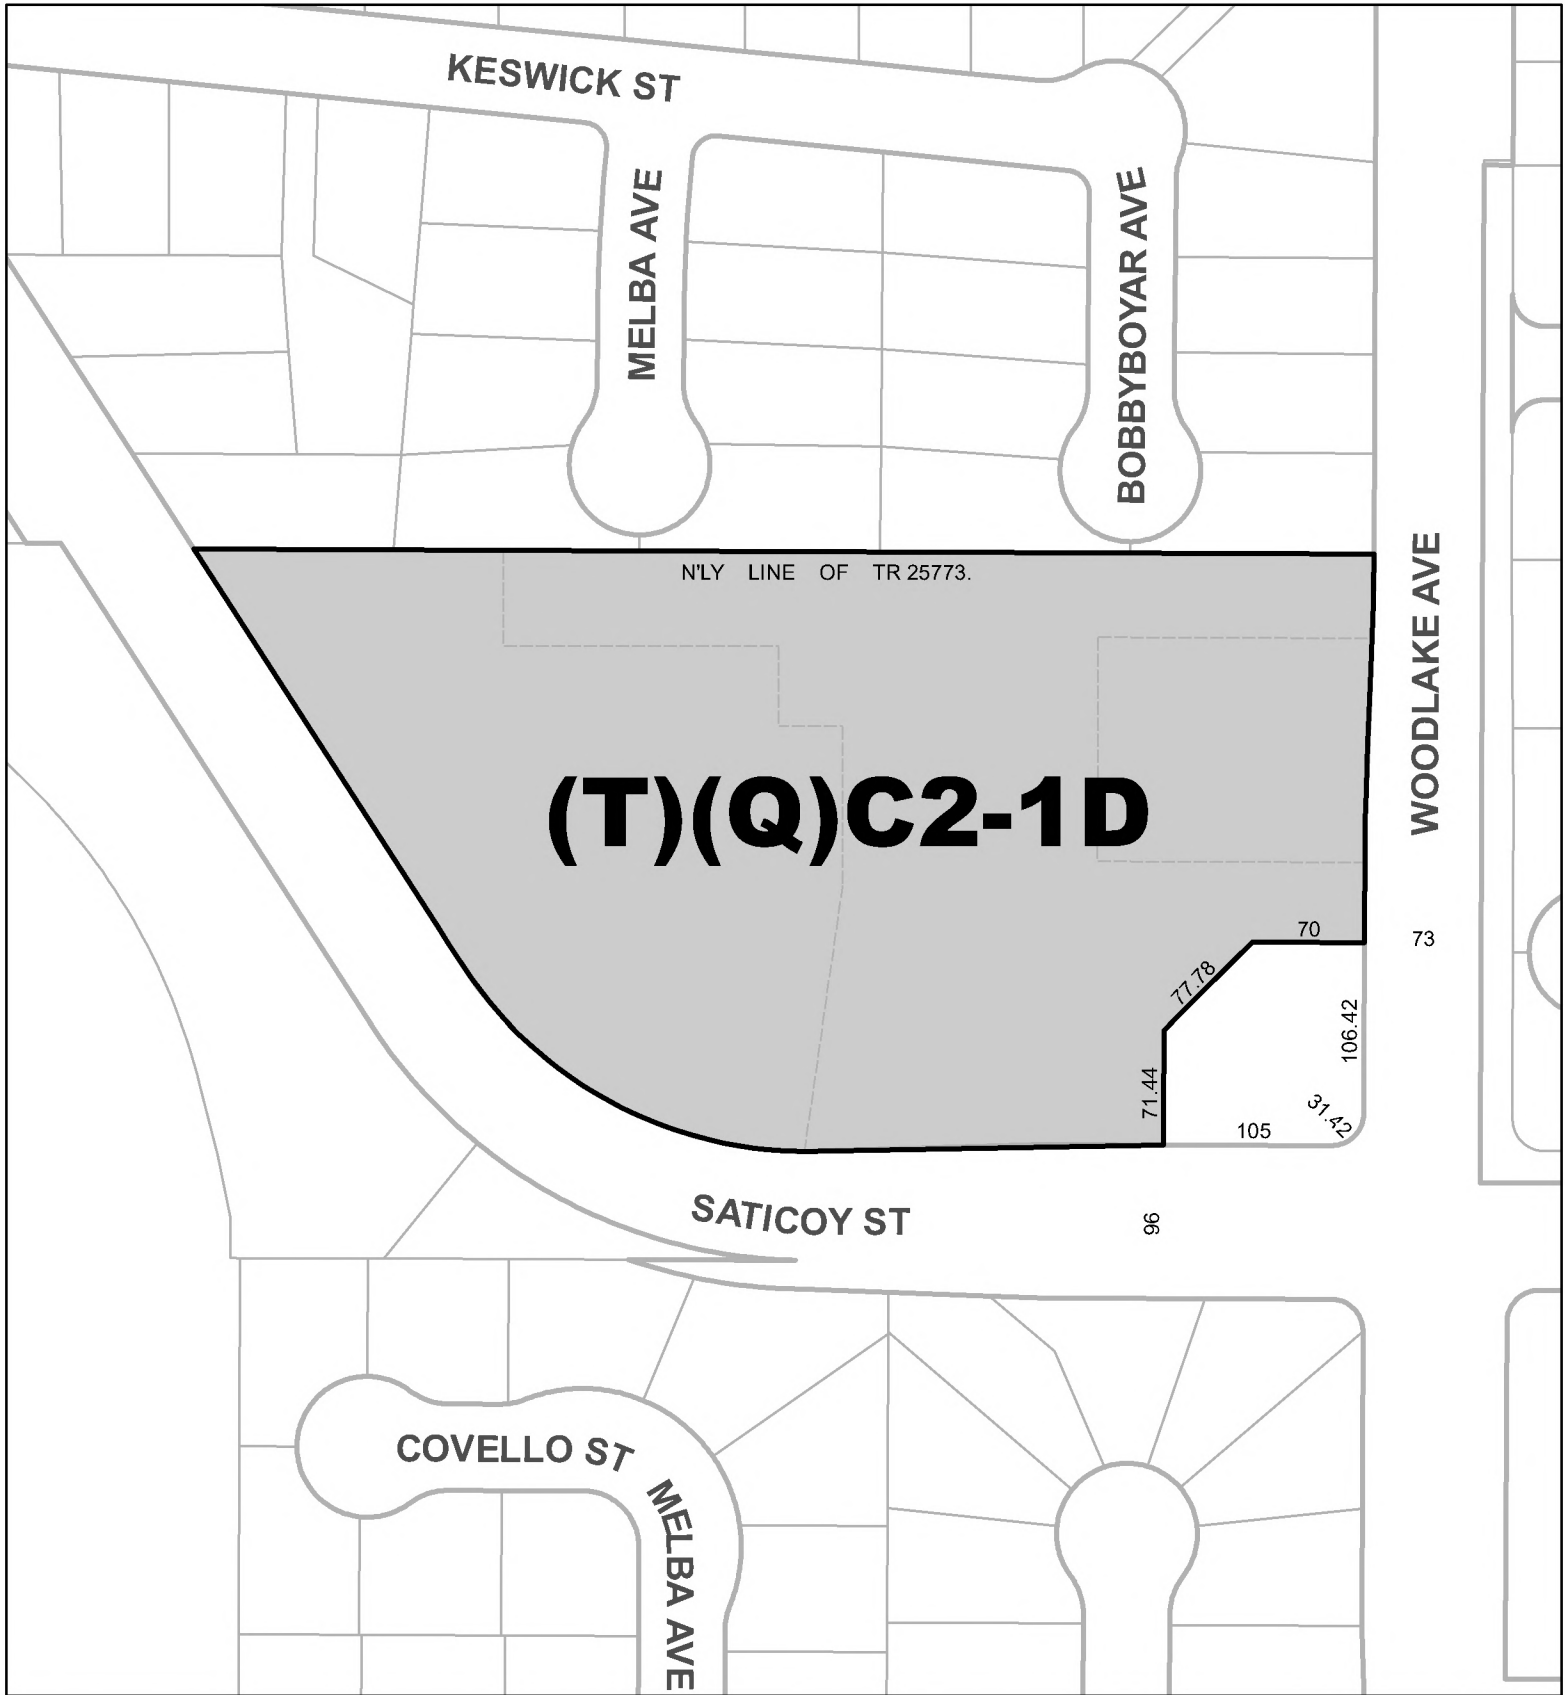 KESWICK ST
MELBA AVE
BOBBYBOYAR AVE
WOODLAKE AVE
N'LY LINE OF TR 25773.
(T)(Q)C2-1D
70
73
77.78
106.42
71.44
31.42
105
96
SATICOY ST
COVELLO ST
MELBA AVE